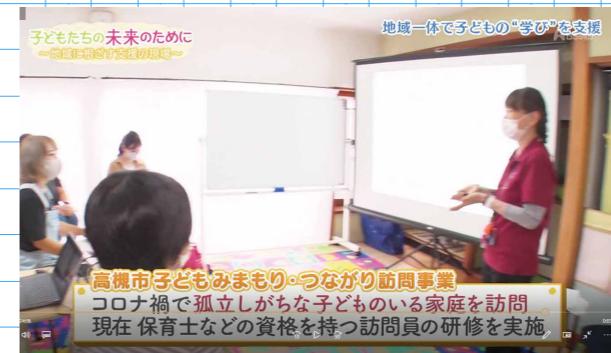 子どもたちの未来のために
～地域に根ざす支援の現場～
地域一体で子どもの“学び”を支援
高槻市子どもみまもり・つながり訪問事業
コロナ禍で孤立しがちな子どものいる家庭を訪問
現在 保育士などの資格を持つ訪問員の研修を実施